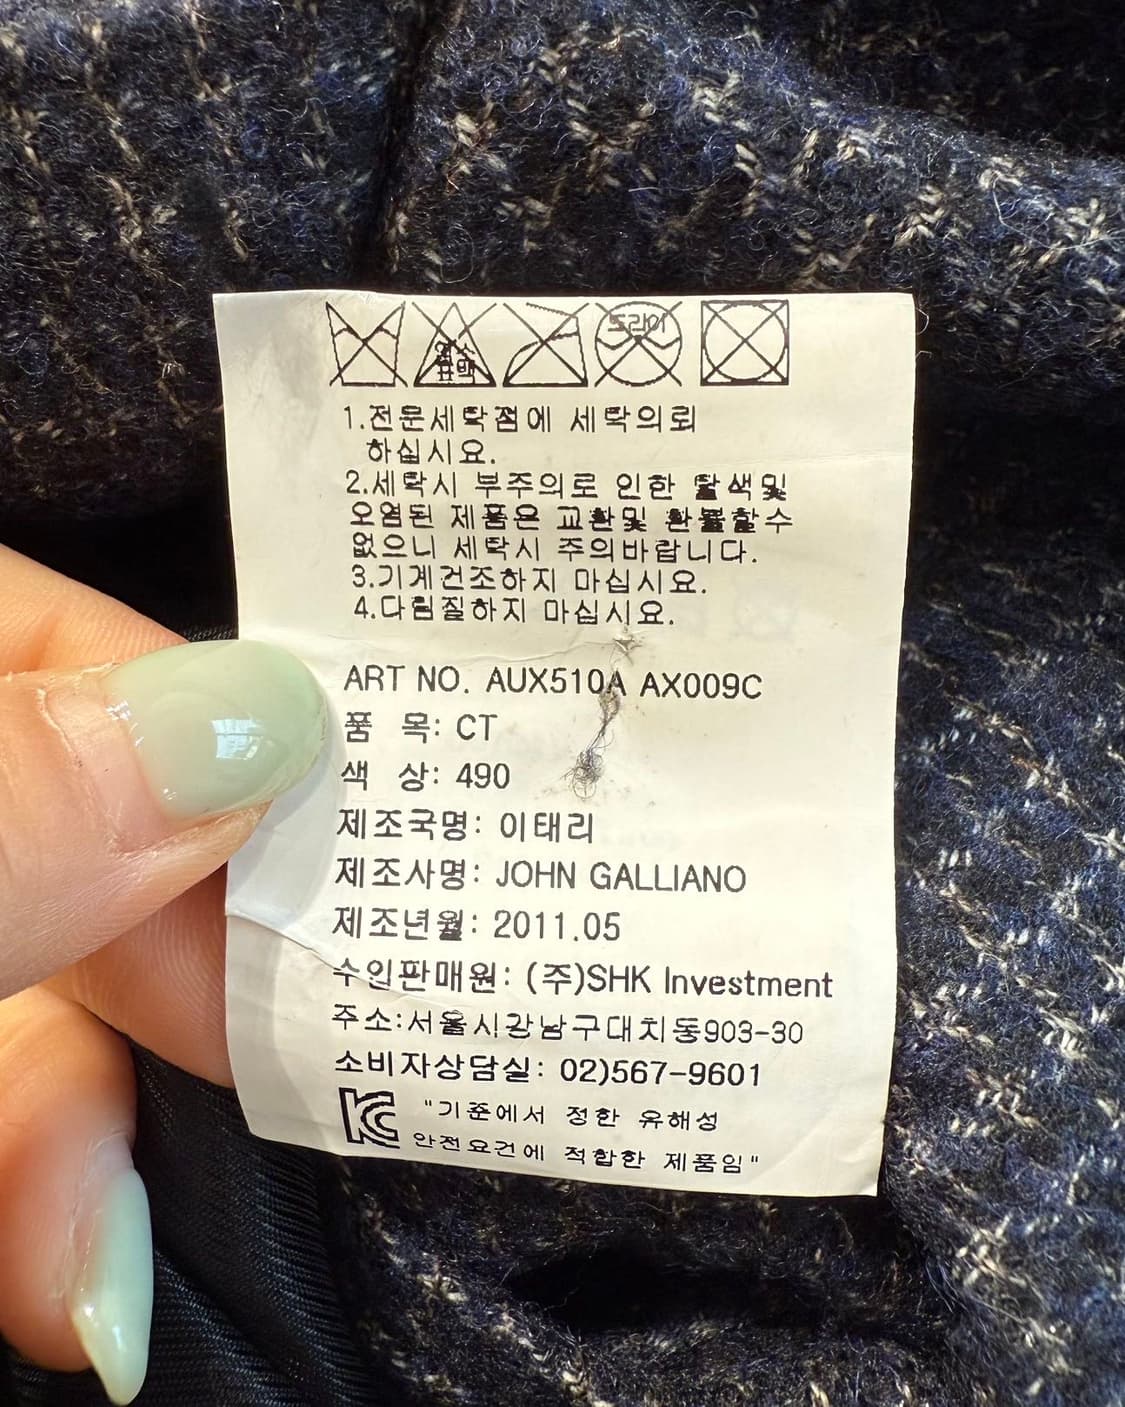 염소
표백
드라이
1.전문세탁점에 세탁의뢰
하십시요.
2.세탁시 부주의로 인한 탈색및
오염된 제품은 교환및 환불할수
없으니 세탁시 주의바랍니다.
3.기계건조하지 마십시요.
4.다림질하지 마십시요.
ART NO. AUX510A AX009C
품 목: CT
색 상: 490
제조국명: 이태리
제조사명: JOHN GALLIANO
제조년월: 2011.05
수입판매원: (주)SHK Investment
주소:서울시강남구대치동903-30
소비자상담실: 02)567-9601
KC "기준에서 정한 유해성
안전요건에 적합한 제품임"